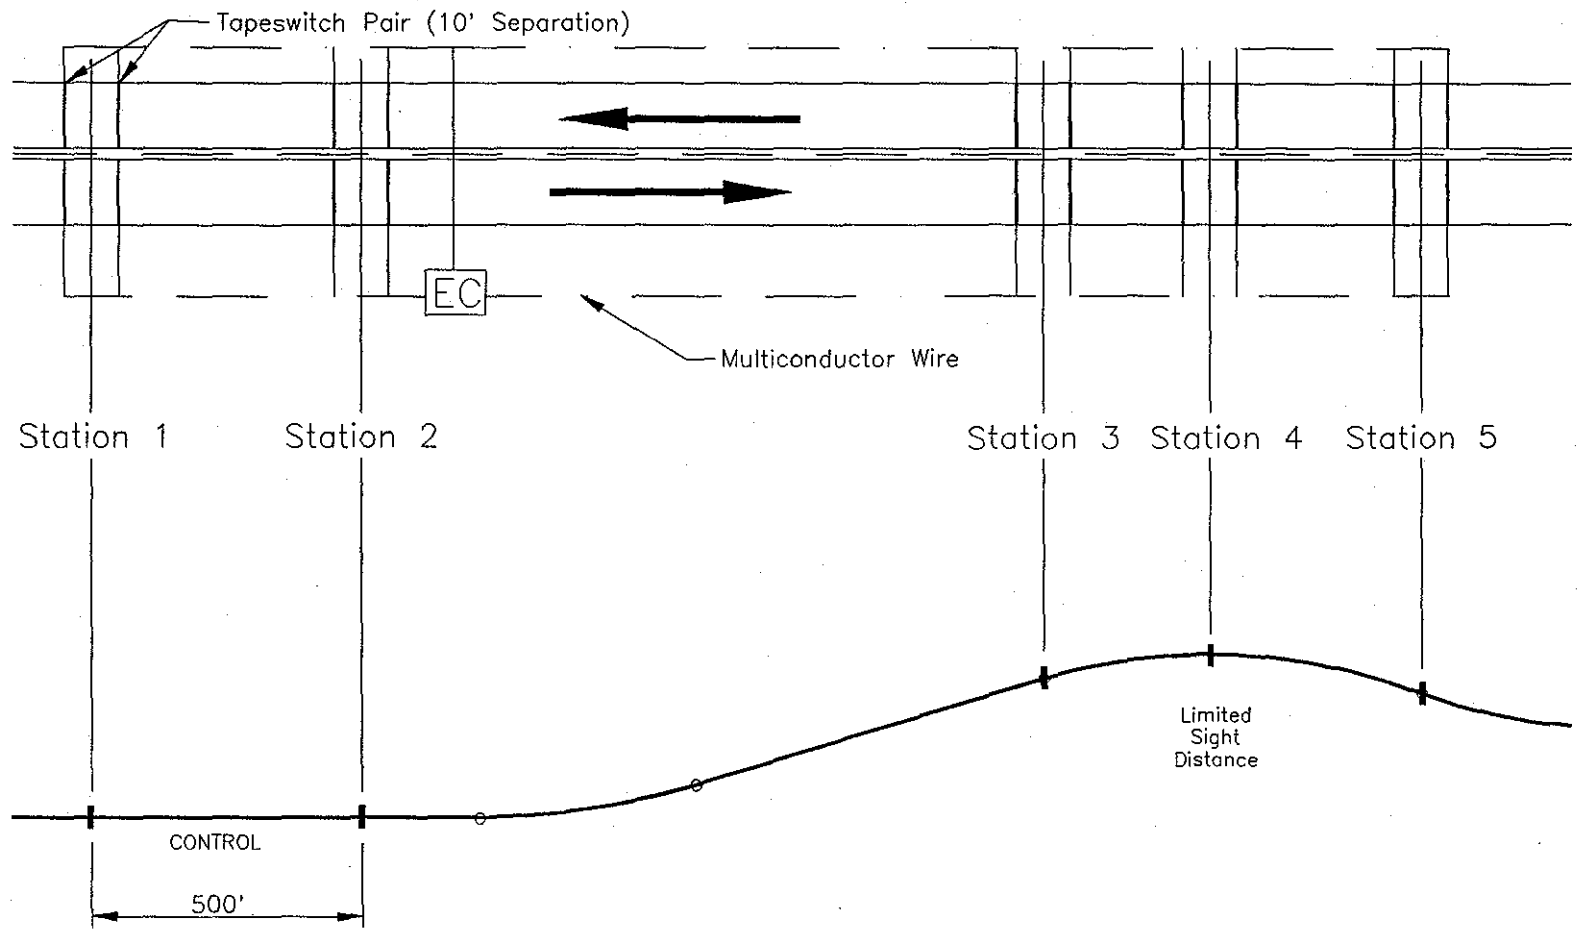 Tapeswitch Pair (10' Separation)
EC
Multiconductor Wire
Station 1
Station 2
Station 3
Station 4
Station 5
Limited
Sight
Distance
CONTROL
500'